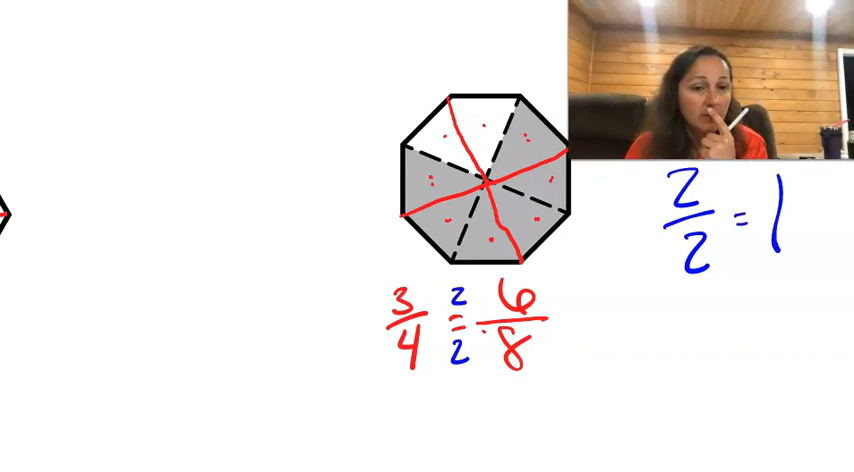 3/4 = 6/8
2
2
2/2 = 1